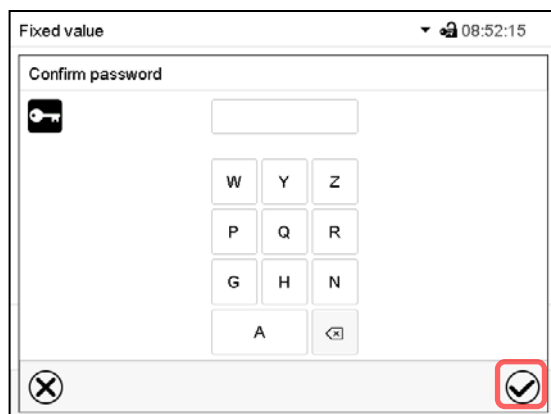 Fixed value 08:52:15
Confirm password
W Y Z
P Q R
G H N
A